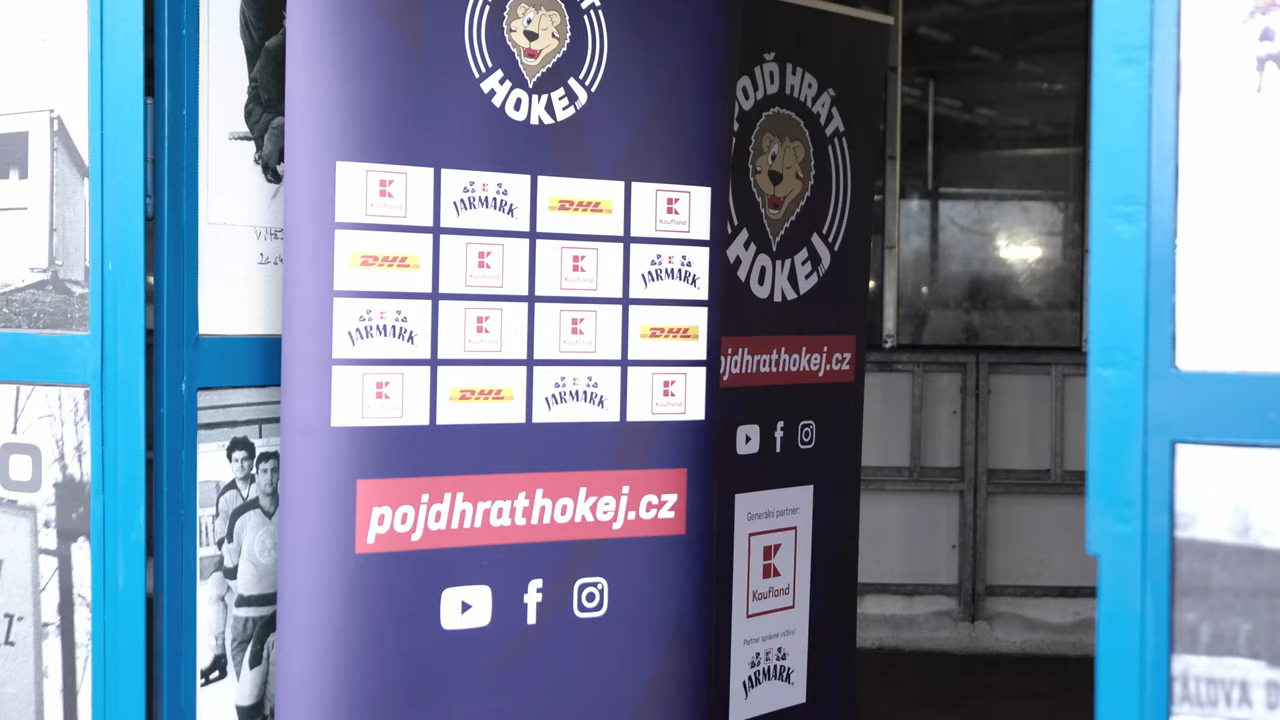 HRÁT
HOKEJ
K Kaufland
K JARMARK
DHL
K Kaufland
DHL
K Kaufland
K Kaufland
K JARMARK
K JARMARK
K Kaufland
K Kaufland
DHL
K Kaufland
DHL
K JARMARK
K Kaufland
pojdhrathokej.cz
POJĎ HRÁT
HOKEJ
pojdhrathokej.cz
Generální partner:
K
Kaufland
Partner správné výživy:
K
JARMARK